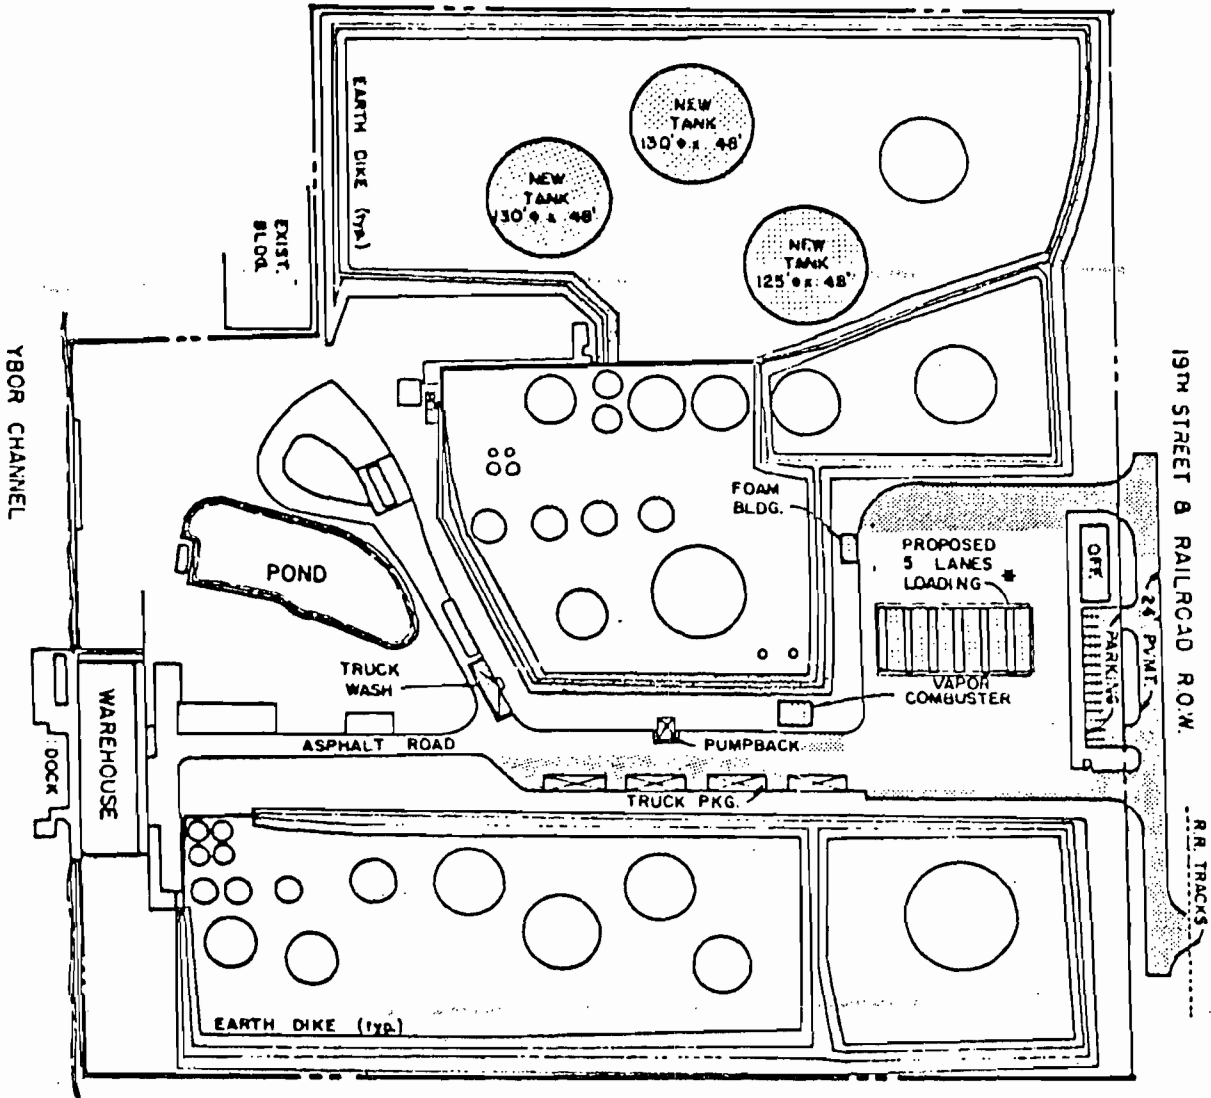 NEW
TANK
130' ⌀ x 48'
NEW
TANK
130' ⌀ x 48'
NEW
TANK
125' ⌀ x 48'
EARTH DIKE (typ.)
EXIST.
BLDG.
YBOR CHANNEL
19TH STREET & RAILROAD R.O.W.
FOAM
BLDG.
PROPOSED
5 LANES *
LOADING
OFF.
24' PVMT.
PARKING
POND
TRUCK
WASH
VAPOR
COMBUSTER
ASPHALT ROAD
PUMPBACK
WAREHOUSE
DOCK
TRUCK PKG.
R.R. TRACKS
EARTH DIKE (typ.)